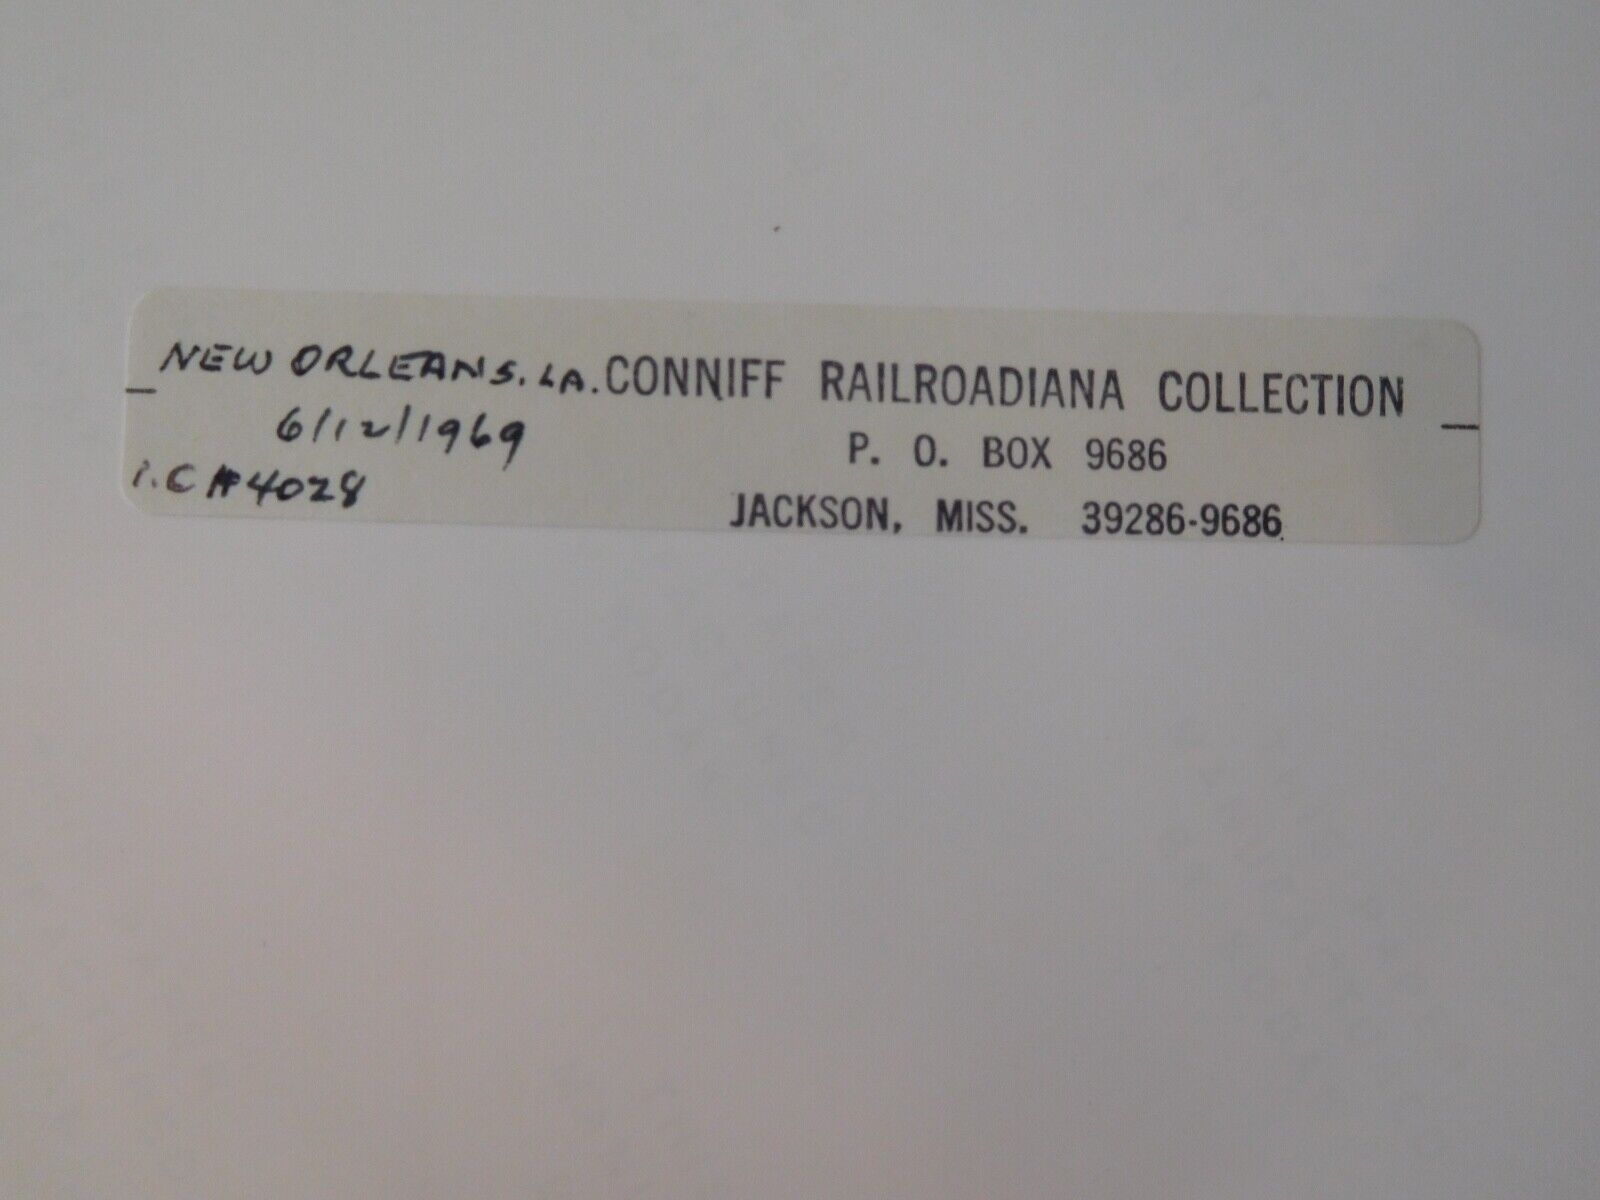 NEW ORLEANS, LA. CONNIFF RAILROADIANA COLLECTION
6/12/1969 P. O. BOX 9686
I.C #4028 JACKSON, MISS. 39286-9686